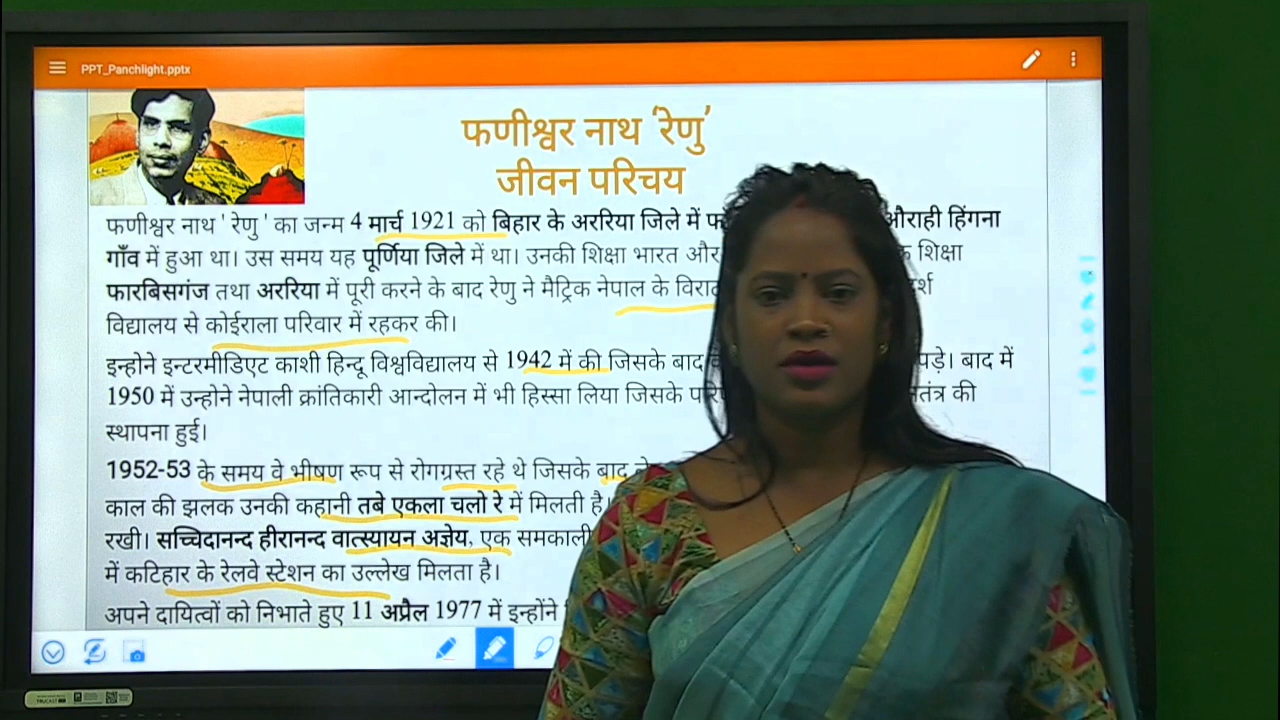 PPT_Panchlight.pptx
फणीश्वर नाथ 'रेणु'
जीवन परिचय
फणीश्वर नाथ ' रेणु ' का जन्म 4 मार्च 1921 को बिहार के अररिया जिले में औराही हिंगना
गाँव में हुआ था। उस समय यह पूर्णिया जिले में था। उनकी शिक्षा भारत और शिक्षा
फारबिसगंज तथा अररिया में पूरी करने के बाद रेणु ने मैट्रिक नेपाल के
विद्यालय से कोईराला परिवार में रहकर की।
इन्होने इन्टरमीडिएट काशी हिन्दू विश्वविद्यालय से 1942 में की जिसके बाद पड़े। बाद में
1950 में उन्होने नेपाली क्रांतिकारी आन्दोलन में भी हिस्सा लिया जिसके की
स्थापना हुई।
1952-53 के समय वे भीषण रूप से रोगग्रस्त रहे थे जिसके बाद
काल की झलक उनकी कहानी तबे एकला चलो रे में मिलती है।
रखी। सच्चिदानन्द हीरानन्द वात्स्यायन अज्ञेय, एक
में कटिहार के रेलवे स्टेशन का उल्लेख मिलता है।
अपने दायित्वों को निभाते हुए 11 अप्रैल 1977 में इन्होंने